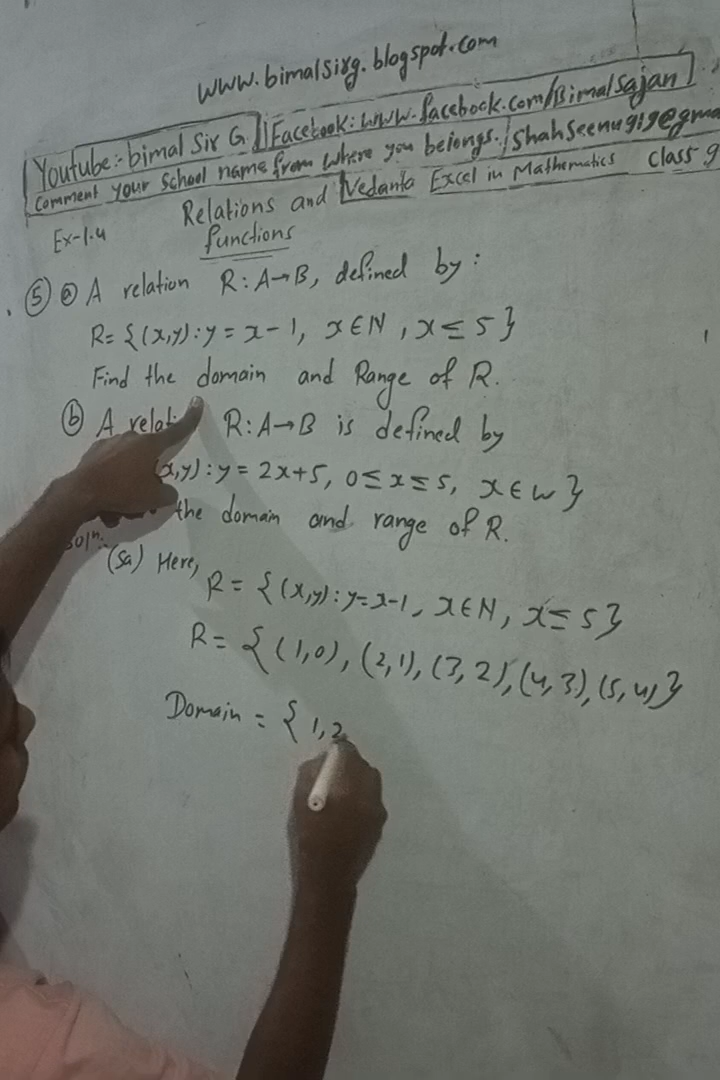 www.bimalsirg.blogspot.com
Youtube:- bimal Sir G. || Facebook: www.facebook.com/Bimalsajan
Comment your School name from where you belongs. / shahseenu919@gma
Ex-1.4 Relations and functions
Vedanta Excel in Mathematics class 9
⑤ ⓐ A relation R: A→B, defined by:
R= {(x,y): y = x-1, x∈N, x≤5}
Find the domain and Range of R.
ⓑ A R: A→B is defined by
(x,y): y = 2x+5, 0≤x≤5, x∈W}
the domain and range of R.
Solⁿ:
(5a) Here,
R = {(x,y): y=x-1, x∈N, x≤5}
R = {(1,0), (2,1), (3,2), (4,3), (5,4)}
Domain = {1,2